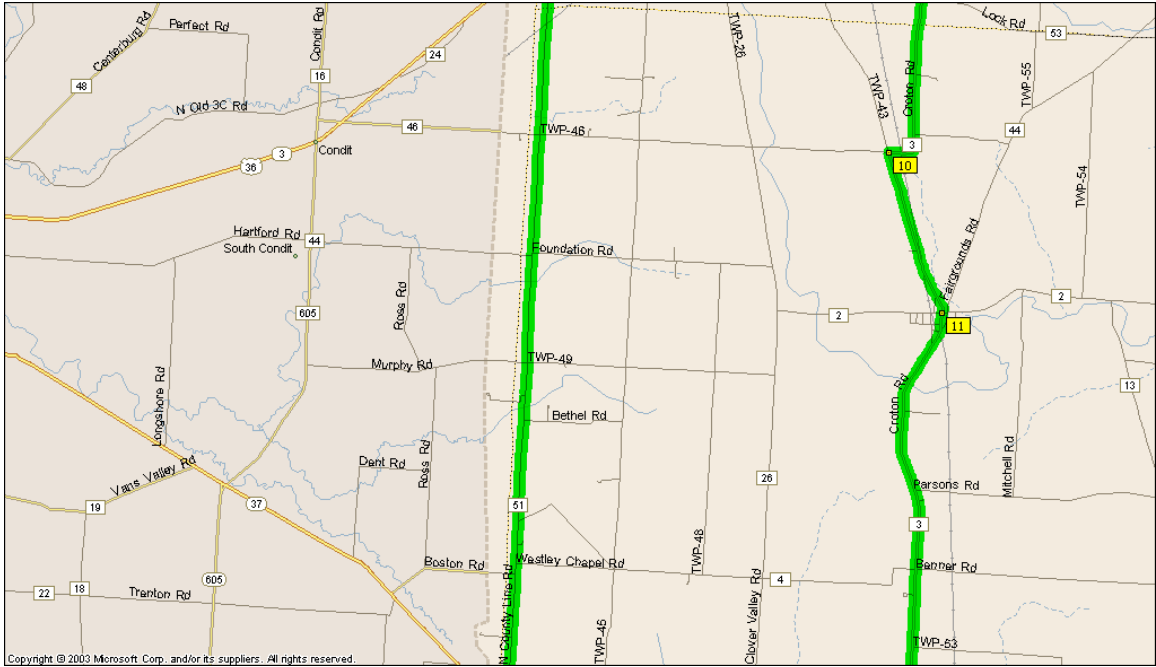 Centerburg Rd
Perfect Rd
Condit Rd
24
48
16
N Old 3C Rd
46
3
36
Condit
TWP-46
TWP-26
TWP-43
Croton Rd
Lock Rd
53
TWP-55
44
3
10
TWP-54
Hartford Rd
South Condit
44
Foundation Rd
Fairgrounds Rd
2
2
11
605
Ross Rd
Murphy Rd
TWP-49
13
Longshore Rd
Bethel Rd
Croton Rd
Dent Rd
Ross Rd
Vans Valley Rd
19
37
51
26
Parsons Rd
Mitchell Rd
3
Boston Rd
Westley Chapel Rd
TWP-48
4
Benner Rd
605
22
18
Trenton Rd
N County Line Rd
TWP-46
Clover Valley Rd
TWP-53
Copyright © 2003 Microsoft Corp. and/or its suppliers. All rights reserved.